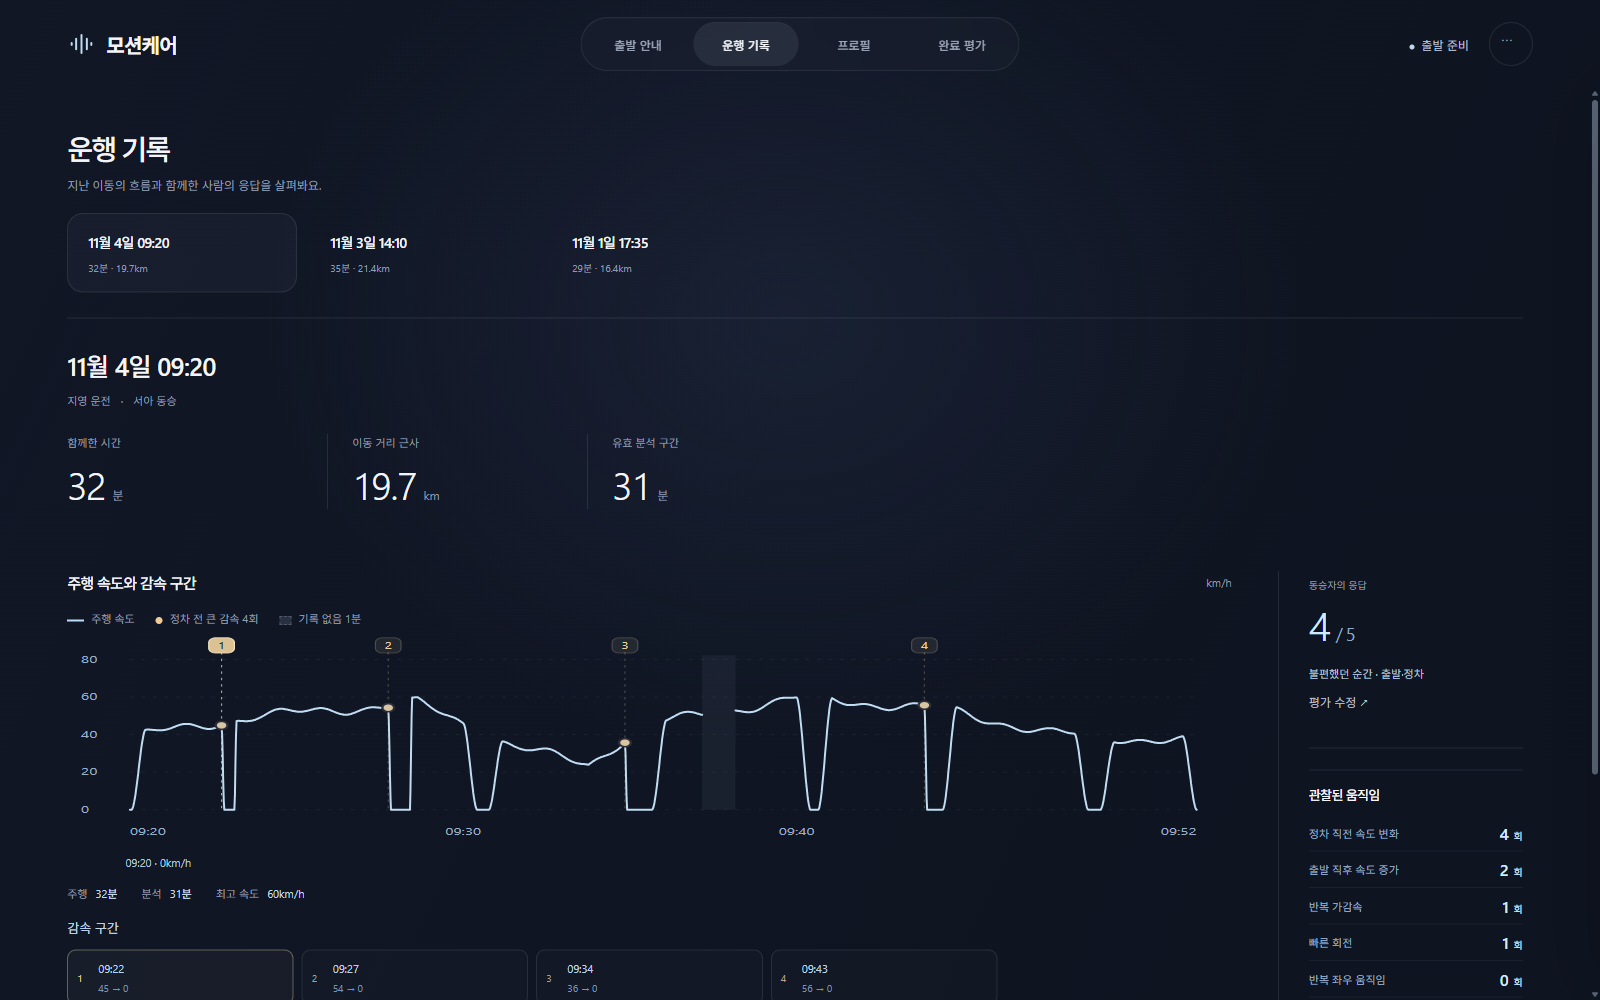 모션케어
출발 안내
운행 기록
프로필
완료 평가
출발 준비
...
운행 기록
지난 이동의 흐름과 함께한 사람의 응답을 살펴봐요.
11월 4일 09:20
32분 · 19.7km
11월 3일 14:10
35분 · 21.4km
11월 1일 17:35
29분 · 16.4km
11월 4일 09:20
지영 운전 · 서아 동승
함께한 시간
32 분
이동 거리 근사
19.7 km
유효 분석 구간
31 분
주행 속도와 감속 구간
km/h
주행 속도
정차 전 큰 감속 4회
기록 없음 1분
1
2
3
4
80
60
40
20
0
09:20
09:30
09:40
09:52
09:20 · 0km/h
주행 32분
분석 31분
최고 속도 60km/h
감속 구간
1
09:22
45 → 0
2
09:27
54 → 0
3
09:34
36 → 0
4
09:43
56 → 0
동승자의 응답
4 / 5
불편했던 순간 · 출발·정차
평가 수정 ↗
관찰된 움직임
정차 직전 속도 변화 4 회
출발 직후 속도 증가 2 회
반복 가감속 1 회
빠른 회전 1 회
반복 좌우 움직임 0 회